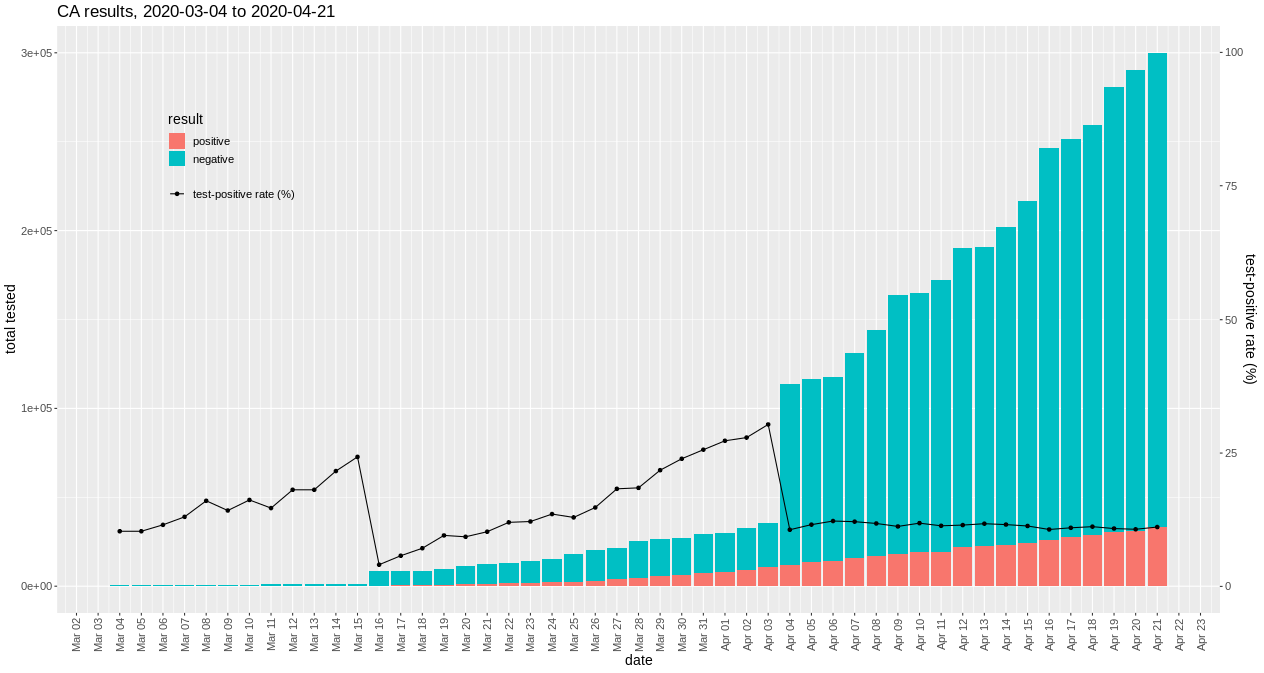 CA results, 2020-03-04 to 2020-04-21
total tested
3e+05
2e+05
1e+05
0e+00
result
positive
negative
test-positive rate (%)
100
75
50
25
0
test-positive rate (%)
Mar 02
Mar 03
Mar 04
Mar 05
Mar 06
Mar 07
Mar 08
Mar 09
Mar 10
Mar 11
Mar 12
Mar 13
Mar 14
Mar 15
Mar 16
Mar 17
Mar 18
Mar 19
Mar 20
Mar 21
Mar 22
Mar 23
Mar 24
Mar 25
Mar 26
Mar 27
Mar 28
Mar 29
Mar 30
Mar 31
Apr 01
Apr 02
Apr 03
Apr 04
Apr 05
Apr 06
Apr 07
Apr 08
Apr 09
Apr 10
Apr 11
Apr 12
Apr 13
Apr 14
Apr 15
Apr 16
Apr 17
Apr 18
Apr 19
Apr 20
Apr 21
Apr 22
Apr 23
date